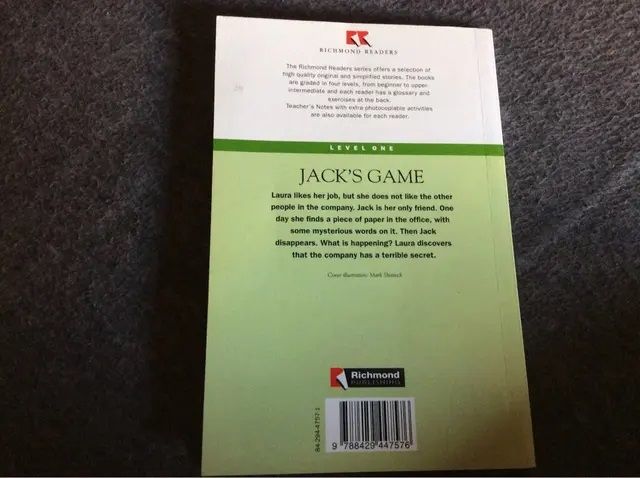 RICHMOND READERS
The Richmond Readers series offers a selection of
high quality original and simplified stories. The books
are graded in four levels, from beginner to upper
intermediate and each reader has a glossary and
exercises at the back.
Teacher's Notes with extra photocopiable activities
are also available for each reader.
LEVEL ONE
JACK'S GAME
Laura likes her job, but she does not like the other
people in the company. Jack is her only friend. One
day she finds a piece of paper in the office, with
some mysterious words on it. Then Jack
disappears. What is happening? Laura discovers
that the company has a terrible secret.
Cover illustration: Mark
Richmond
PUBLISHING
84-294-4757-1
9 788429 447576